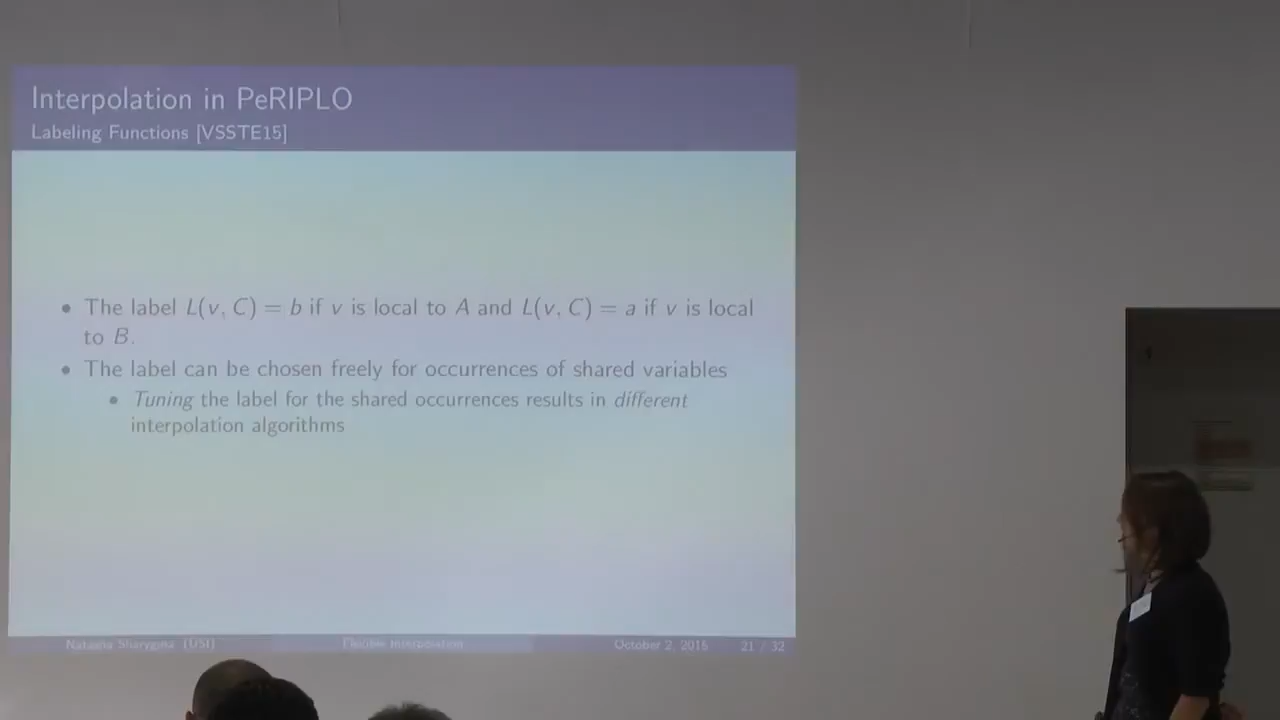 Interpolation in PeRIPLO
Labeling Functions [VSSTE15]
• The label L(v, C) = b if v is local to A and L(v, C) = a if v is local
to B.
• The label can be chosen freely for occurrences of shared variables
• Tuning the label for the shared occurrences results in different
interpolation algorithms
Natasha Sharygina (USI) Flexible Interpolation October 2, 2015 21 / 32